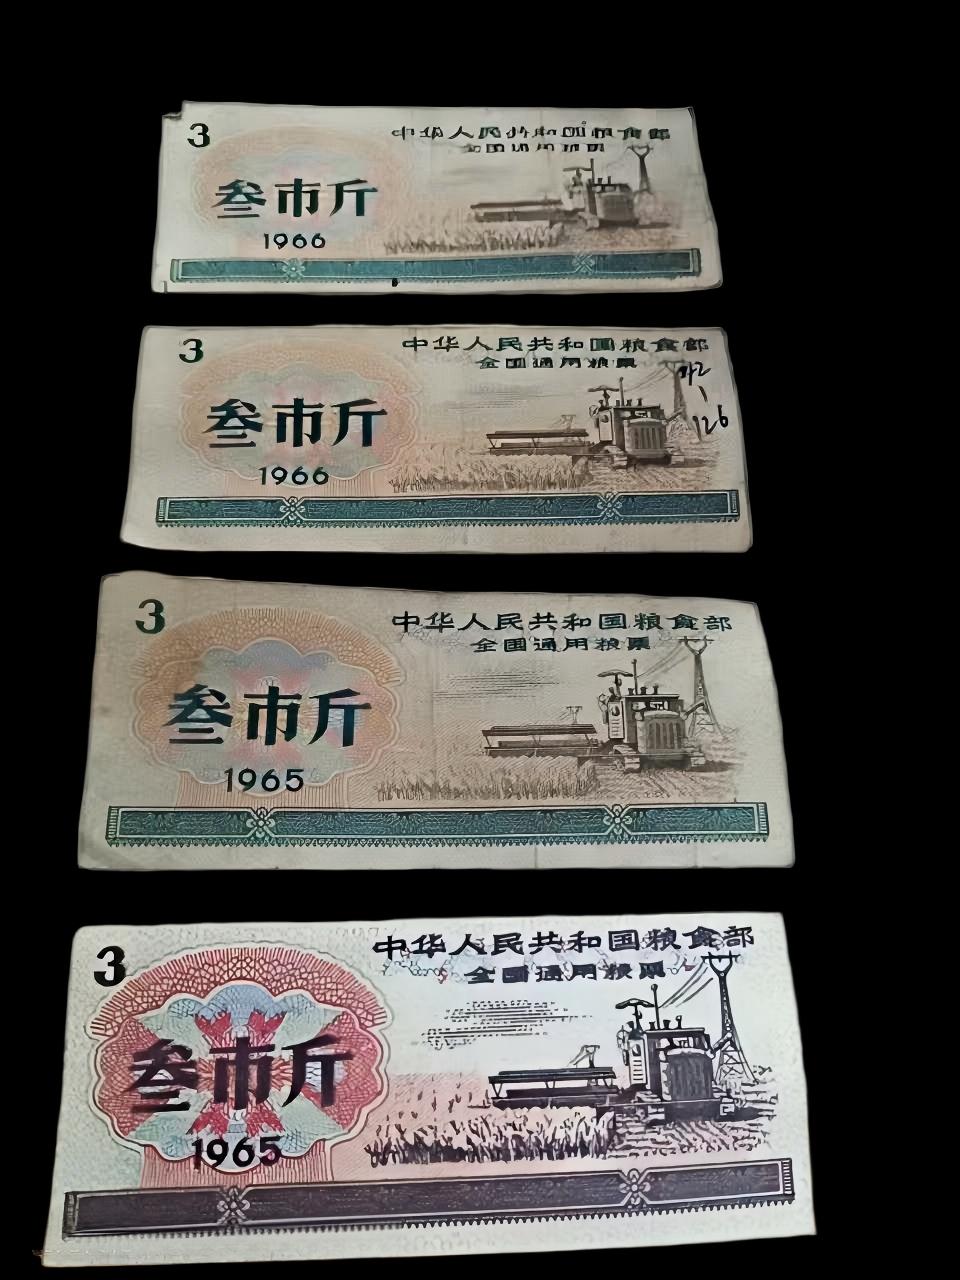 3
中华人民共和国粮食部
全国通用粮票
叁市斤
1966
3
中华人民共和国粮食部
全国通用粮票
42
126
叁市斤
1966
3
中华人民共和国粮食部
全国通用粮票
叁市斤
1965
3
中华人民共和国粮食部
全国通用粮票
叁市斤
1965